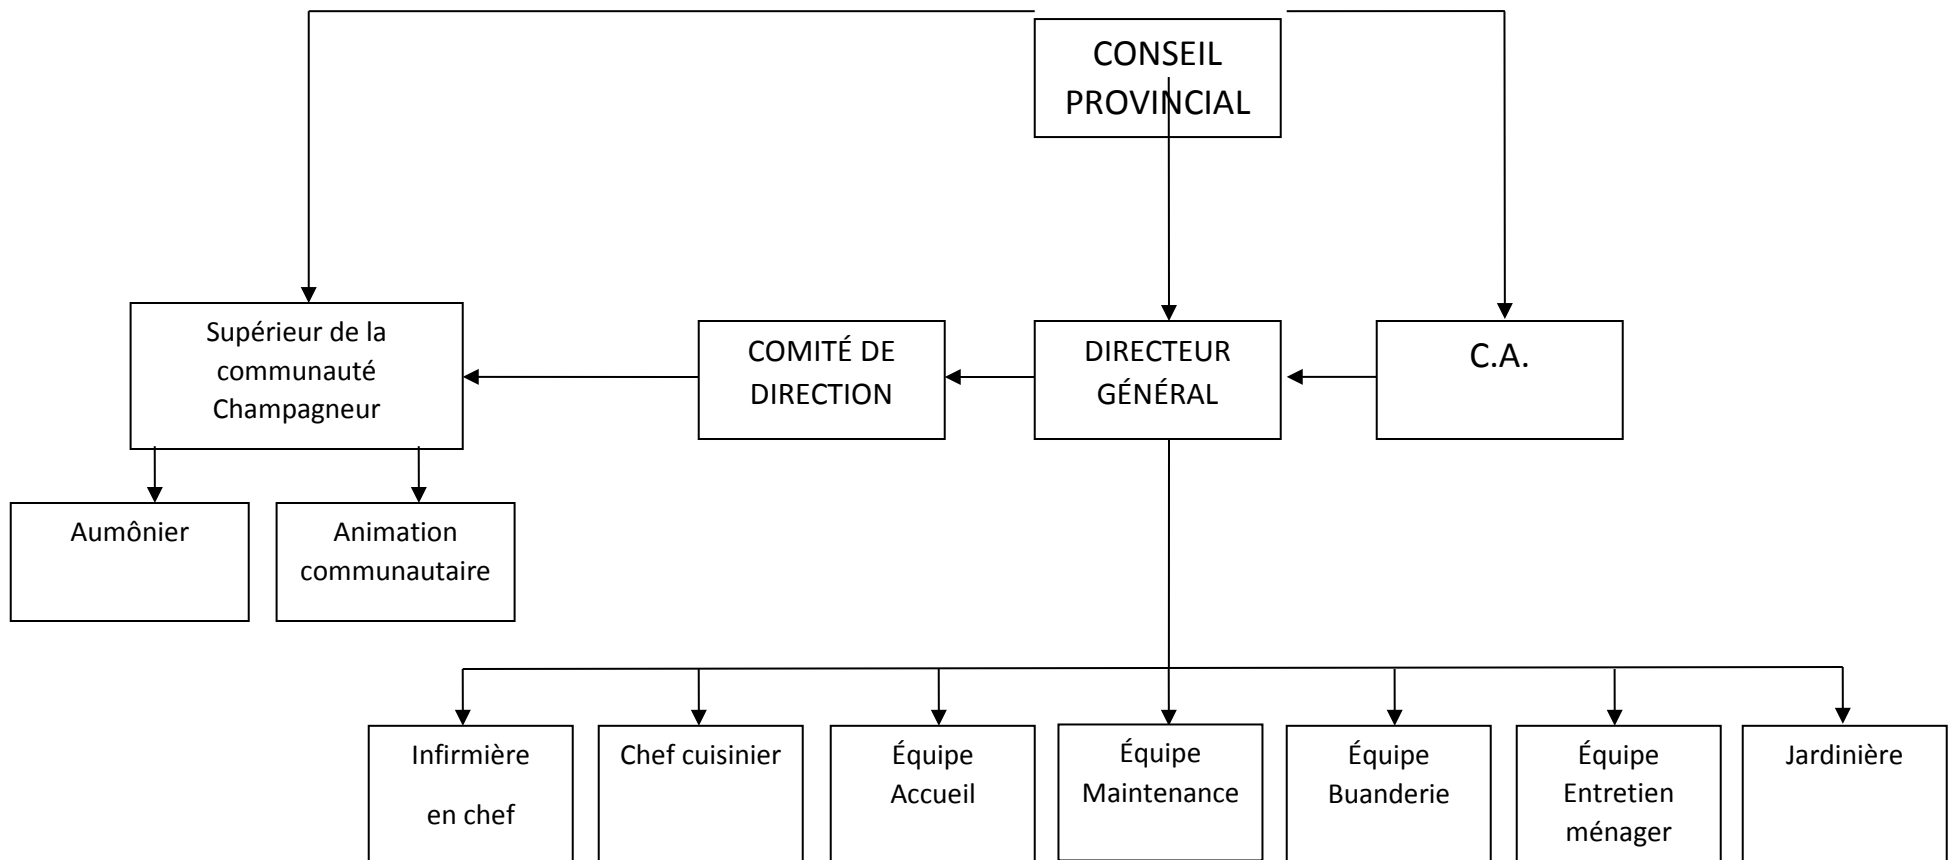 CONSEIL
PROVINCIAL
Supérieur de la
communauté
Champagneur
COMITÉ DE
DIRECTION
DIRECTEUR
GÉNÉRAL
C.A.
Aumônier
Animation
communautaire
Infirmière
en chef
Chef cuisinier
Équipe
Accueil
Équipe
Maintenance
Équipe
Buanderie
Équipe
Entretien
ménager
Jardinière